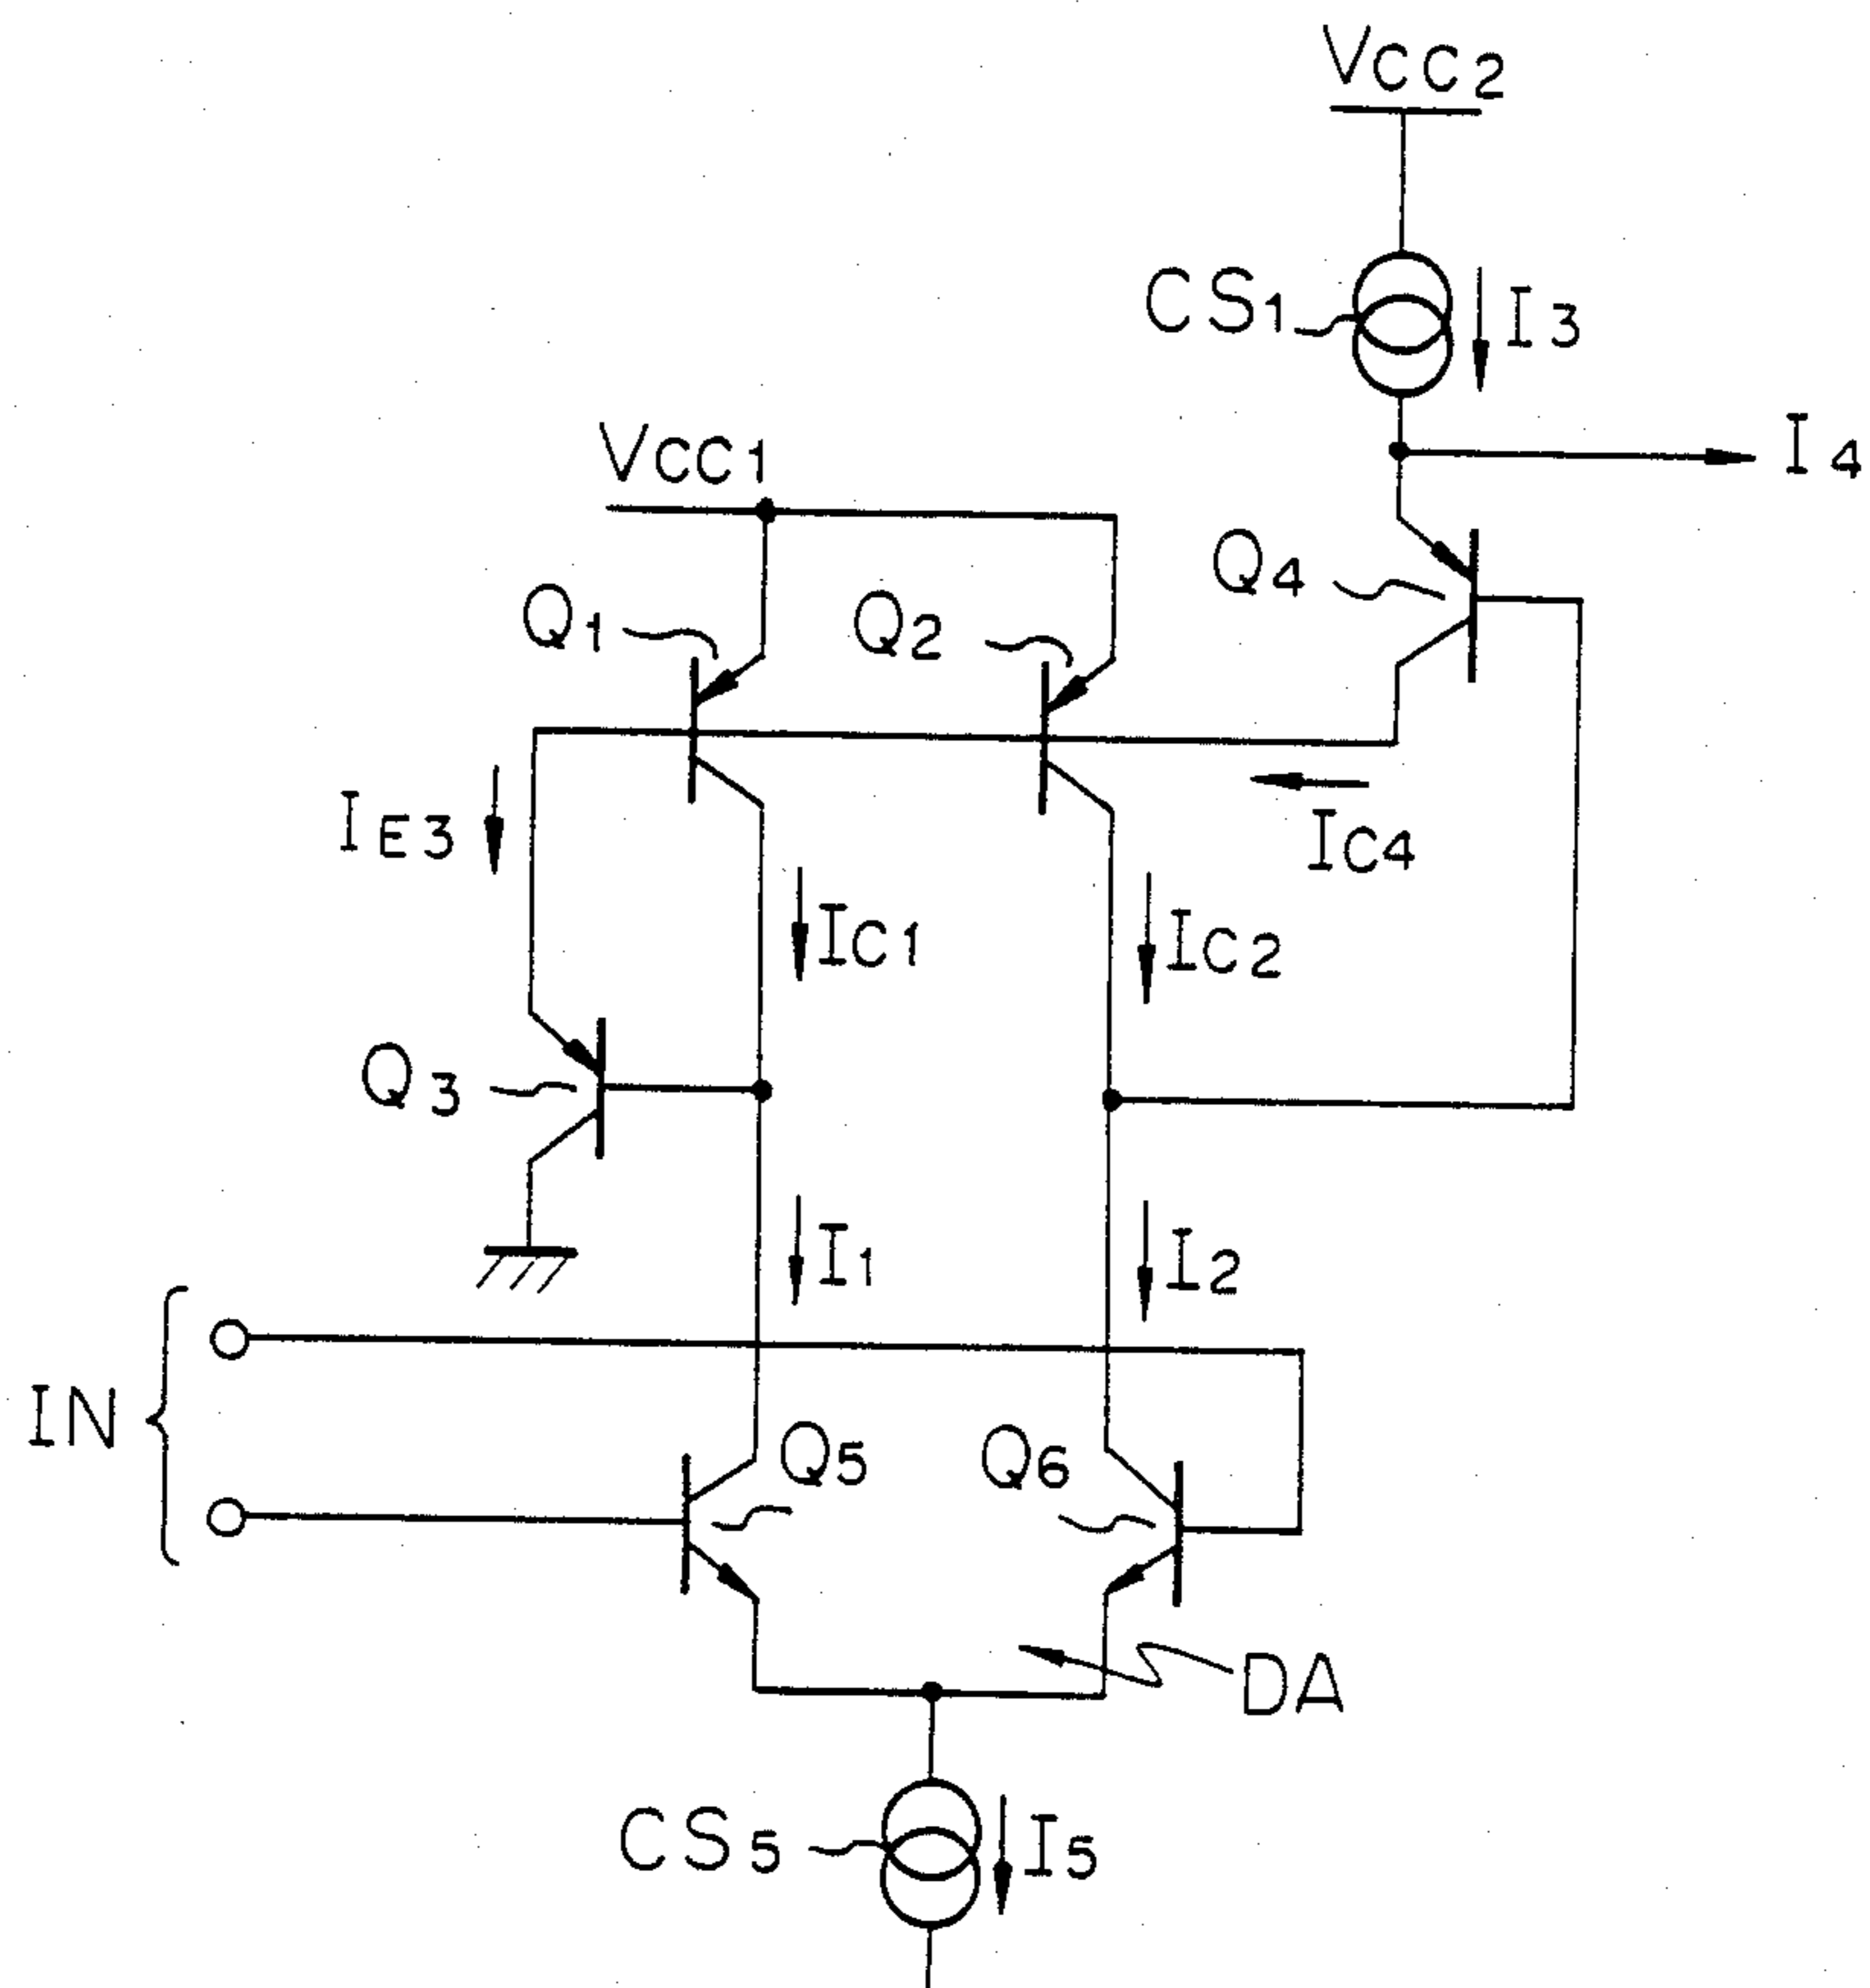 VCC2
CS1
I3
VCC1
I4
Q1
Q2
Q4
IE3
IC4
IC1
IC2
Q3
I1
I2
IN
Q5
Q6
DA
CS5
I5